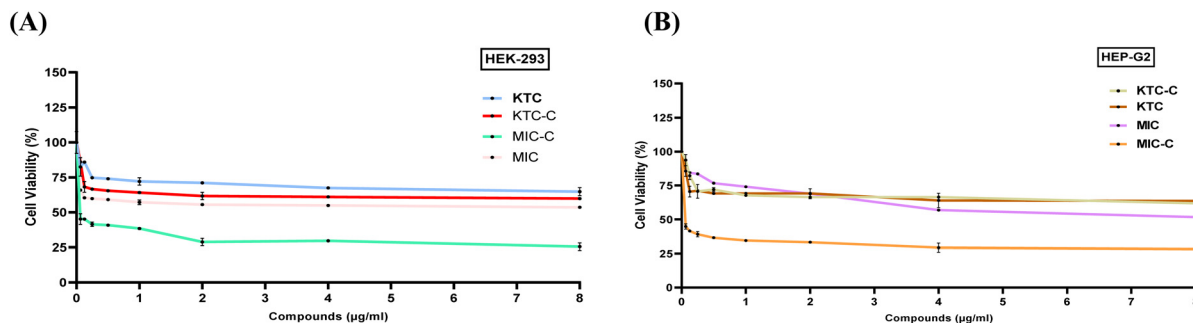 (A)
HEK-293
150
125
100
75
50
25
0
Cell Viability (%)
KTC
KTC-C
MIC-C
MIC
0 1 2 3 4 5 6 7 8
Compounds (µg/ml)
(B)
HEP-G2
150
125
100
75
50
25
0
Cell Viability (%)
KTC-C
KTC
MIC
MIC-C
0 1 2 3 4 5 6 7
Compounds (µg/ml)